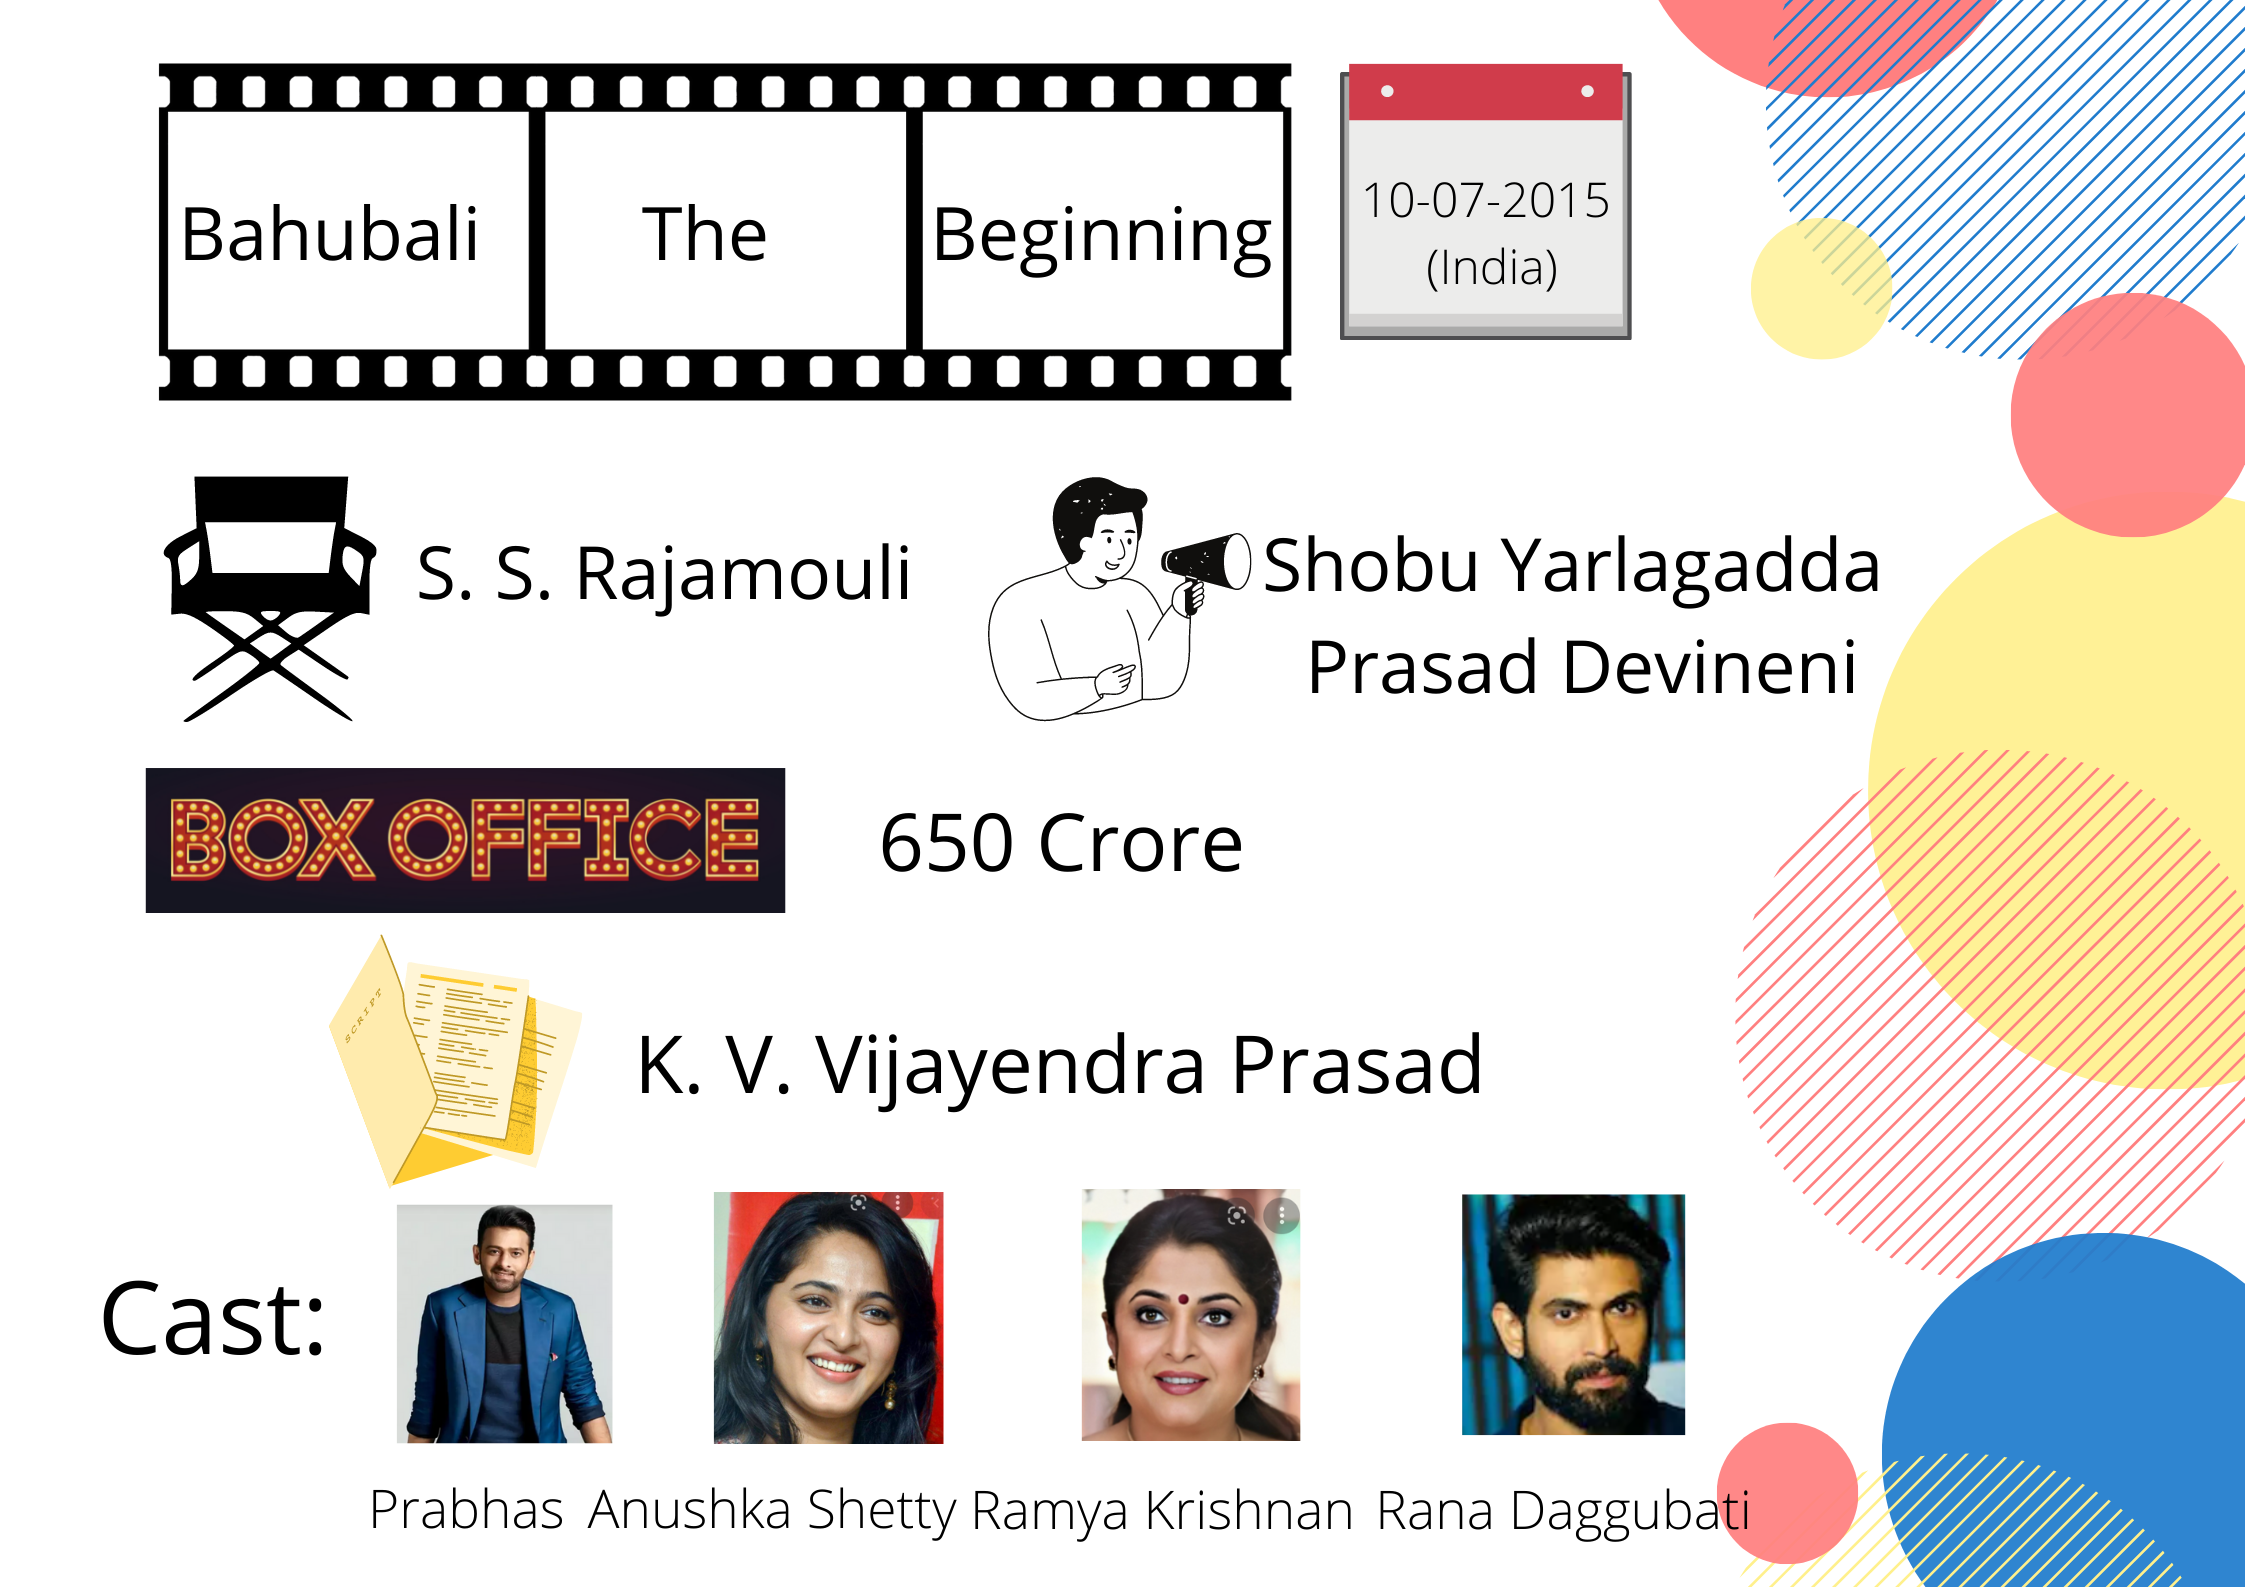 Bahubali The Beginning
10-07-2015
(India)
S. S. Rajamouli
Shobu Yarlagadda
Prasad Devineni
BOX OFFICE
650 Crore
SCRIPT
K. V. Vijayendra Prasad
Cast:
Prabhas Anushka Shetty Ramya Krishnan Rana Daggubati